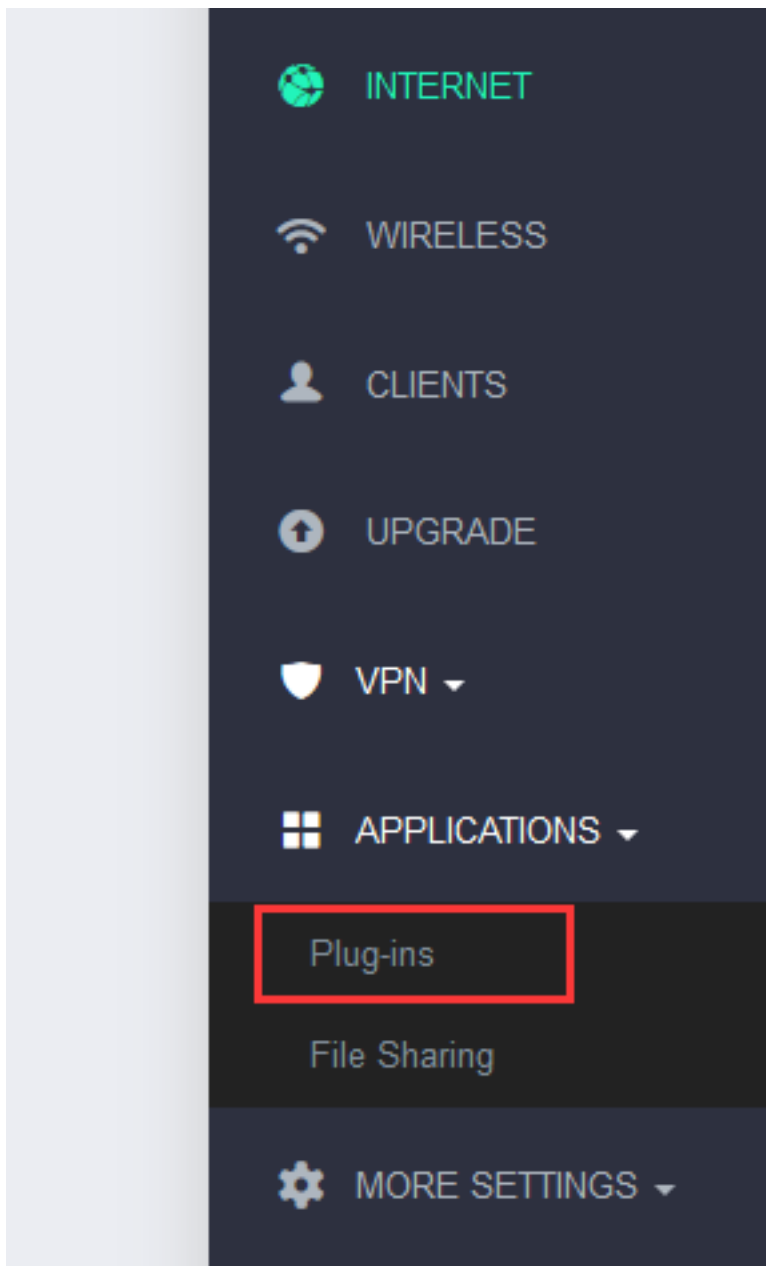 INTERNET
WIRELESS
CLIENTS
UPGRADE
VPN
APPLICATIONS
Plug-ins
File Sharing
MORE SETTINGS